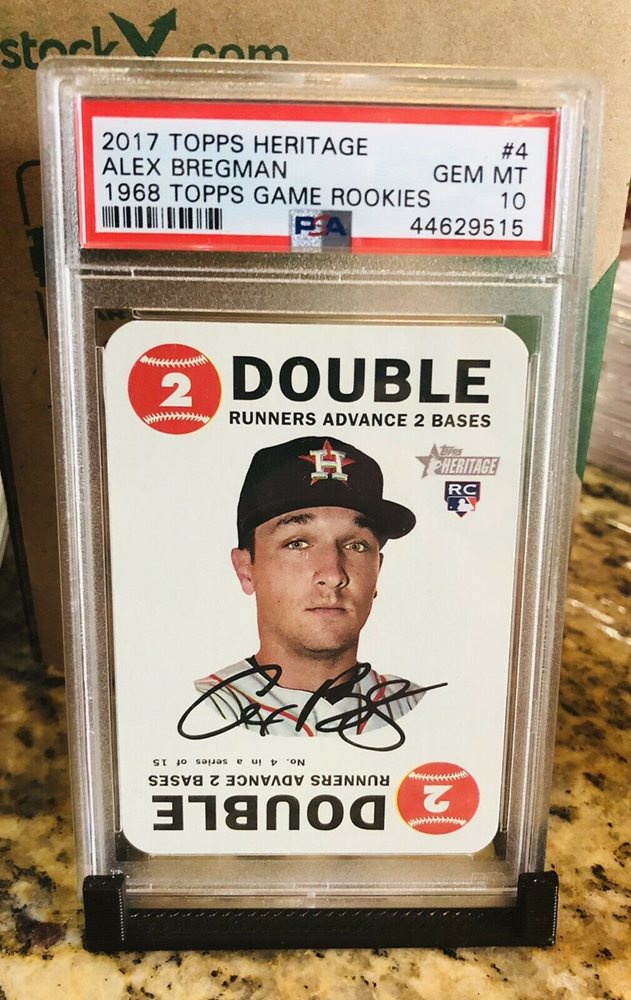 stock com
2017 TOPPS HERITAGE #4
ALEX BREGMAN GEM MT
1968 TOPPS GAME ROOKIES 10
PSA 44629515
2 DOUBLE
RUNNERS ADVANCE 2 BASES
H
TOPPS
HERITAGE
RC
No. 4 in a series of 15
RUNNERS ADVANCE 2 BASES
DOUBLE 2